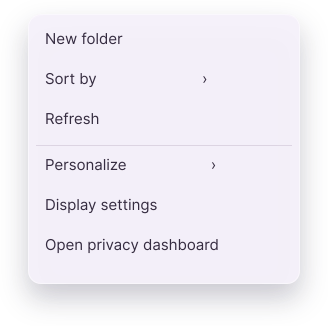 New folder
Sort by ›
Refresh
Personalize ›
Display settings
Open privacy dashboard